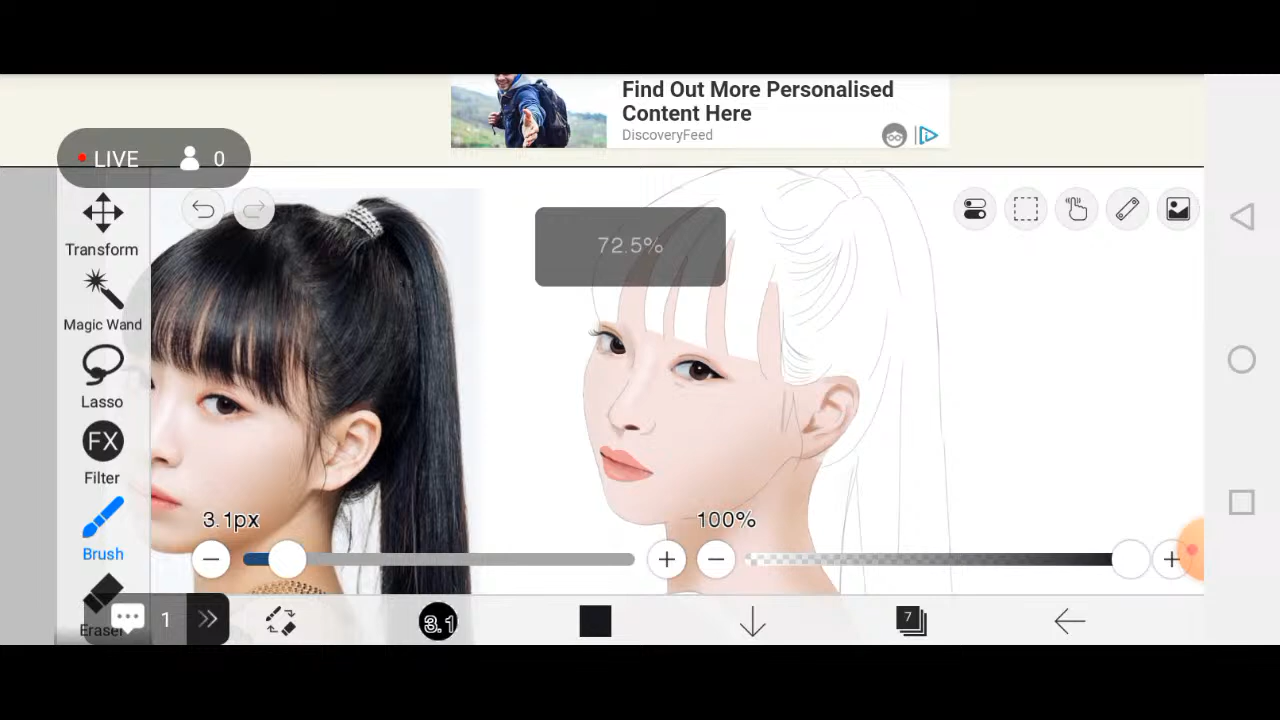 Find Out More Personalised
Content Here
DiscoveryFeed
LIVE 0
Transform
72.5%
Magic Wand
Lasso
FX
Filter
3.1px
100%
Brush
Eraser
1
3.1
7